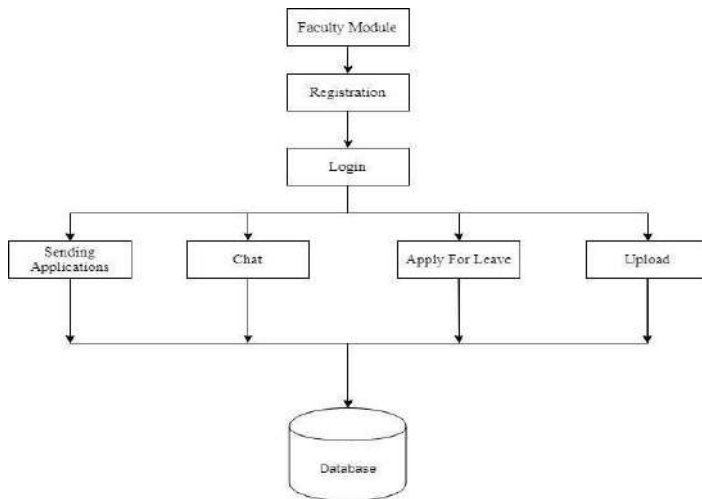 Faculty Module
Registration
Login
Sending
Applications
Chat
Apply For Leave
Upload
Database